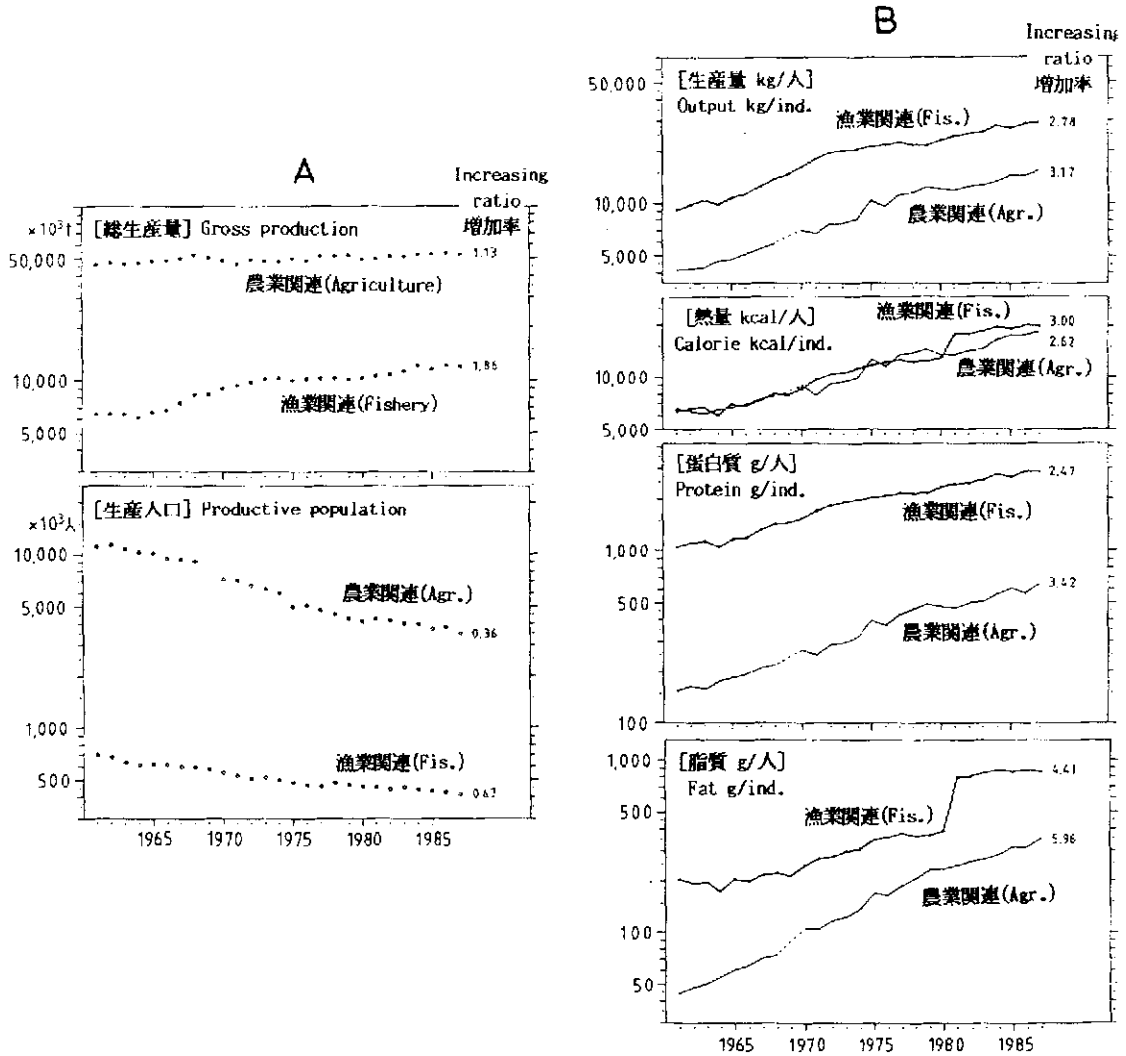 A
Increasing
ratio
増加率
×10³t
[総生産量] Gross production
50,000
1.13
農業関連(Agriculture)
10,000
1.86
漁業関連(Fishery)
5,000
[生産人口] Productive population
×10³人
10,000
農業関連(Agr.)
5,000
0.36
1,000
漁業関連(Fis.)
500
1965 1970 1975 1980 1985
B
Increasing
ratio
増加率
[生産量 kg/人]
Output kg/ind.
50,000
漁業関連(Fis.)
3.17
10,000
農業関連(Agr.)
5,000
[熱量 kcal/人]
Calorie kcal/ind.
漁業関連(Fis.)
3.00
2.62
10,000
農業関連(Agr.)
5,000
[蛋白質 g/人]
Protein g/ind.
2.47
漁業関連(Fis.)
1,000
3.42
500
農業関連(Agr.)
100
[脂質 g/人]
Fat g/ind.
1,000
4.41
500
漁業関連(Fis.)
5.96
農業関連(Agr.)
100
50
1965 1970 1975 1980 1985